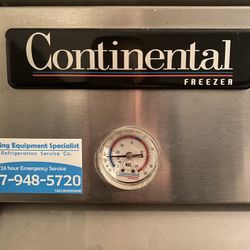 Continental
FREEZER
ing Equipment Specialist
Refrigeration Service Co.
24 hour Emergency Service
7-948-5720